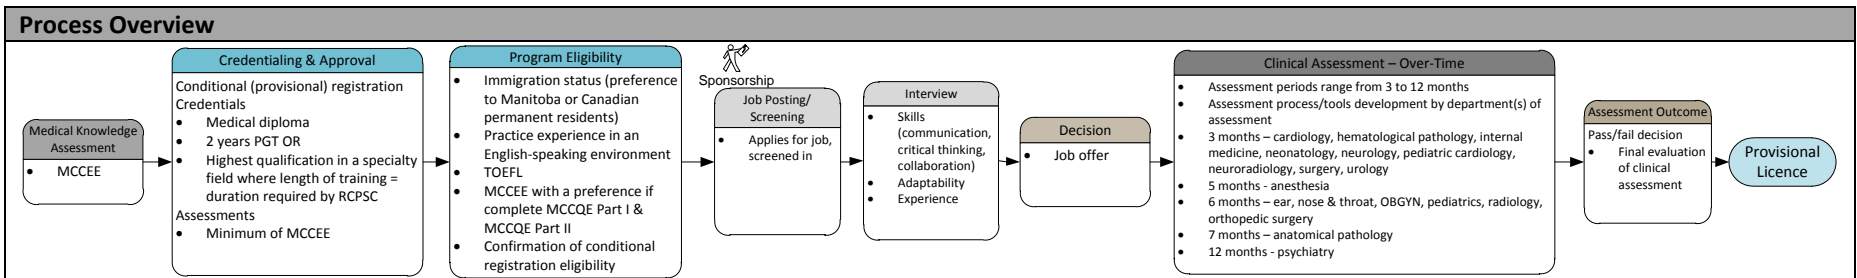 Process Overview
Medical Knowledge
Assessment
• MCCEE
Credentialing & Approval
Conditional (provisional) registration
Credentials
• Medical diploma
• 2 years PGT OR
• Highest qualification in a specialty
field where length of training =
duration required by RCPSC
Assessments
• Minimum of MCCEE
Program Eligibility
• Immigration status (preference
to Manitoba or Canadian
permanent residents)
• Practice experience in an
English-speaking environment
• TOEFL
• MCCEE with a preference if
complete MCCQE Part I &
MCCQE Part II
• Confirmation of conditional
registration eligibility
Sponsorship
Job Posting/
Screening
• Applies for job,
screened in
Interview
• Skills
(communication,
critical thinking,
collaboration)
• Adaptability
• Experience
Decision
• Job offer
Clinical Assessment – Over-Time
• Assessment periods range from 3 to 12 months
• Assessment process/tools development by department(s) of
assessment
• 3 months – cardiology, hematological pathology, internal
medicine, neonatology, neurology, pediatric cardiology,
neuroradiology, surgery, urology
• 5 months - anesthesia
• 6 months – ear, nose & throat, OBGYN, pediatrics, radiology,
orthopedic surgery
• 7 months – anatomical pathology
• 12 months - psychiatry
Assessment Outcome
Pass/fail decision
• Final evaluation
of clinical
assessment
Provisional
Licence